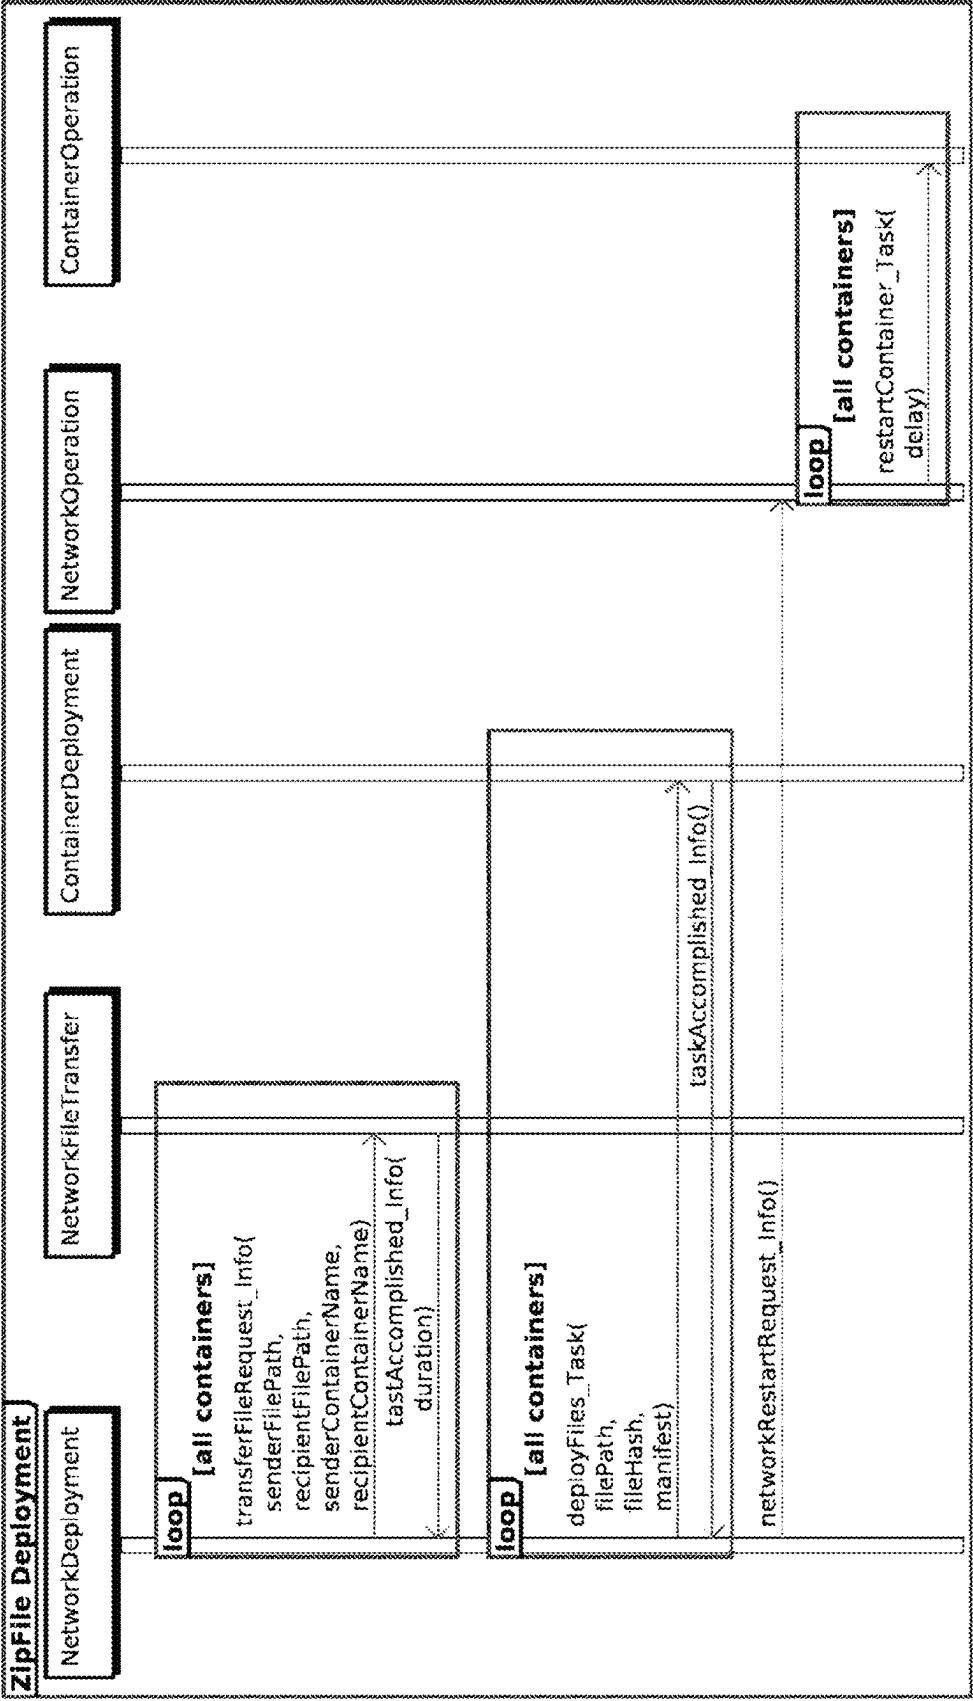 ZipFile Deployment
NetworkDeployment
NetworkFileTransfer
ContainerDeployment
NetworkOperation
ContainerOperation
loop
[all containers]
transferFileRequest_Info(
senderFilePath,
recipientFilePath,
senderContainerName,
recipientContainerName)
tastAccomplished_Info(
duration)
loop
[all containers]
deployFiles_Task(
filePath,
fileHash,
manifest)
taskAccomplished_Info()
networkRestartRequest_Info()
loop
[all containers]
restartContainer_Task(
delay)